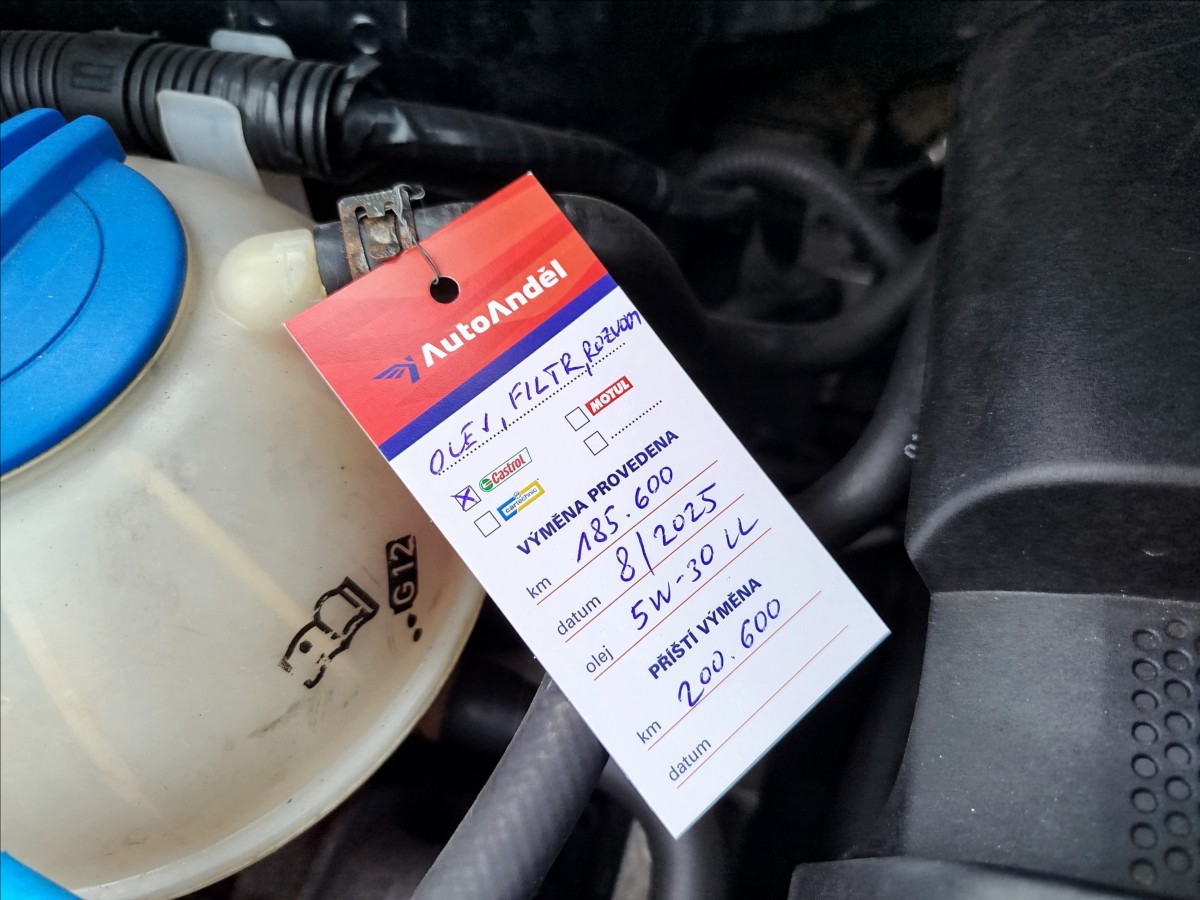 AutoAnděl
OLEJ, FILTR, ROZVODY
Castrol
MOTUL
cartechnic
VÝMĚNA PROVEDENA
km 185.600
datum 8/2025
olej 5W-30 LL
PŘÍŠTÍ VÝMĚNA
km 200.600
datum
G12